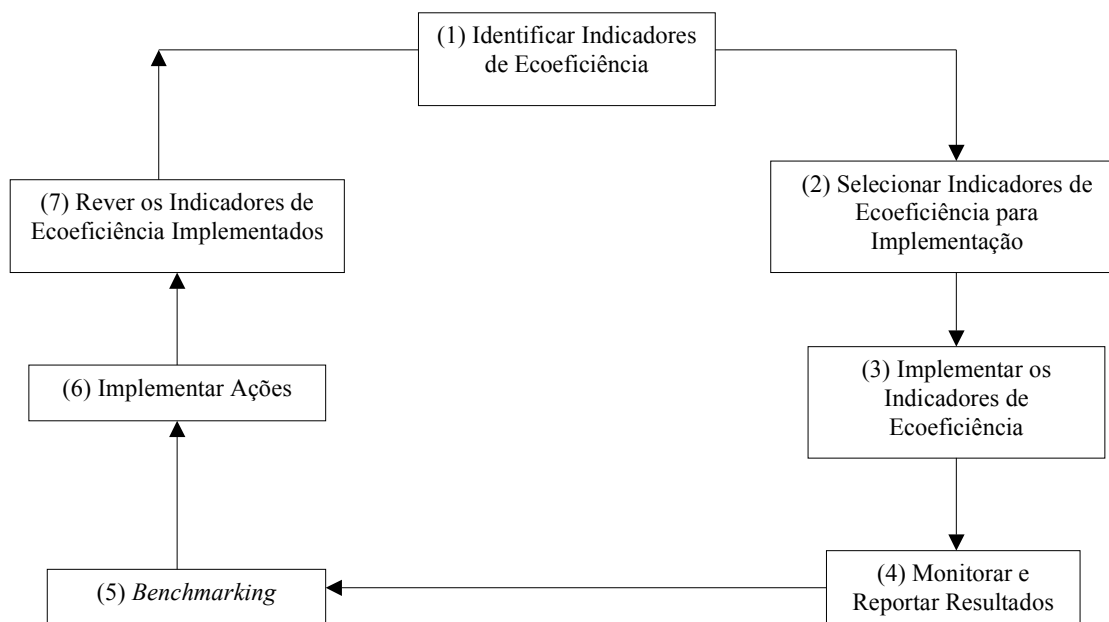 (1) Identificar Indicadores
de Ecoeficiência
(2) Selecionar Indicadores de
Ecoeficiência para
Implementação
(3) Implementar os
Indicadores de
Ecoeficiência
(4) Monitorar e
Reportar Resultados
(5) Benchmarking
(6) Implementar Ações
(7) Rever os Indicadores de
Ecoeficiência Implementados